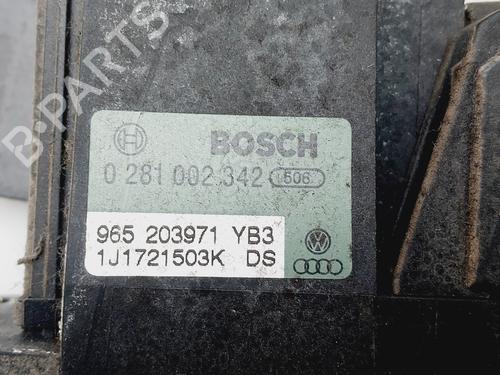 BOSCH
0 281 002 342 506
965 203971 YB3
1J1721503K DS
B-PARTS